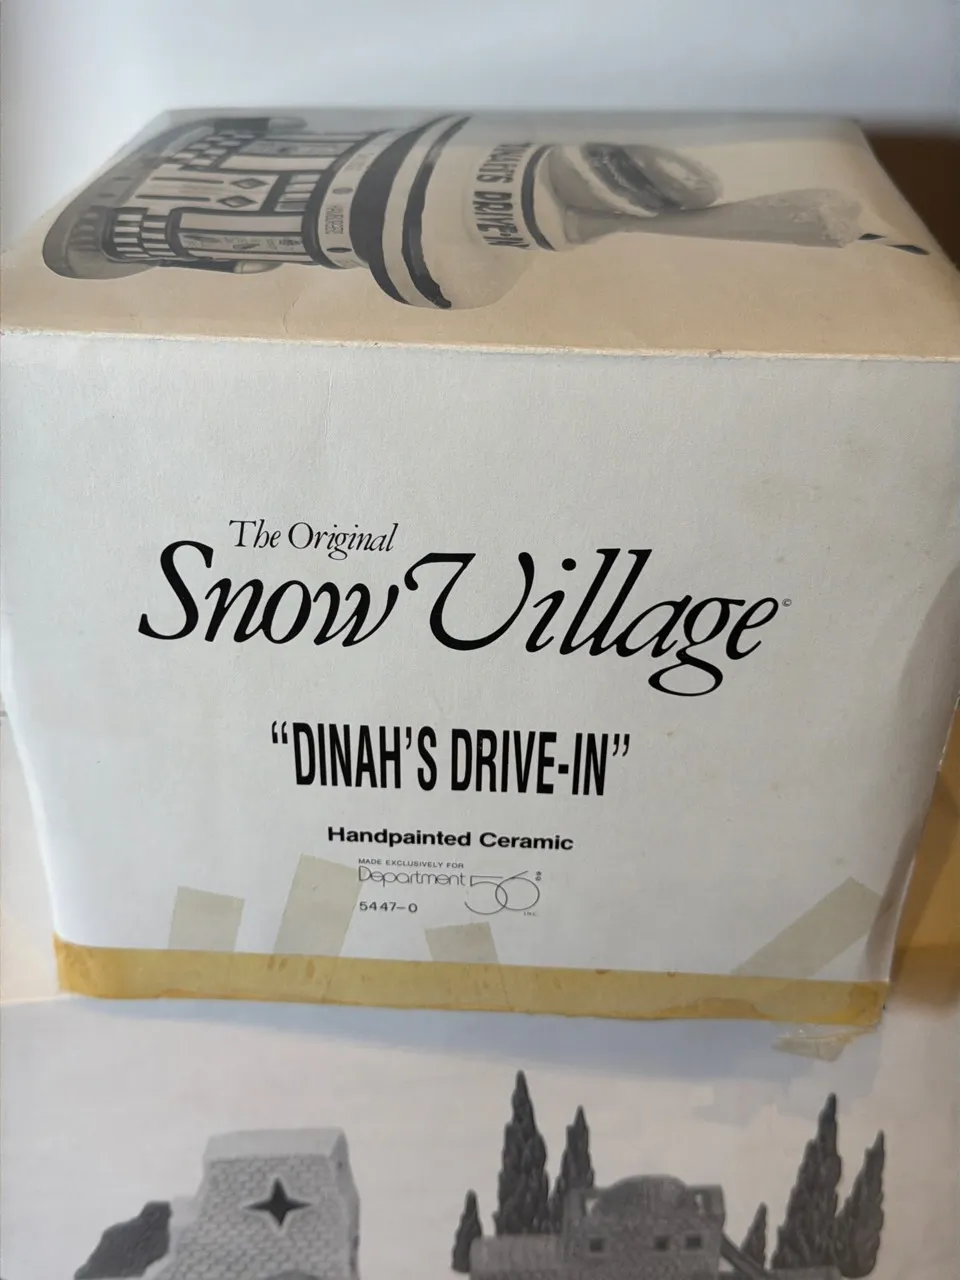 DINAH'S DRIVE-IN
The Original
Snow Village©
“DINAH’S DRIVE-IN”
Handpainted Ceramic
MADE EXCLUSIVELY FOR
Department 56®
INC
5447-0